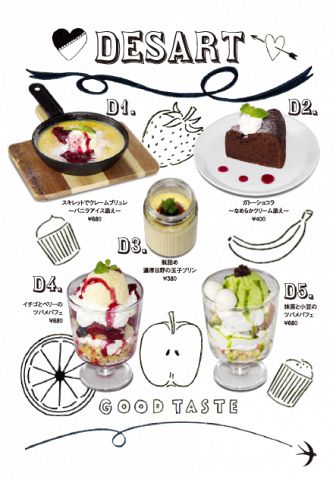 DESART
D1.
スキレットでクレームブリュレ
〜バニラアイス添え〜
¥680
D2.
ガトーショコラ
〜なめらかクリーム添え〜
¥400
D3.
瓶詰め
濃厚日野の玉子プリン
¥380
D4.
イチゴとベリーの
ツバメパフェ
¥680
D5.
抹茶と小豆の
ツバメパフェ
¥680
GOOD TASTE